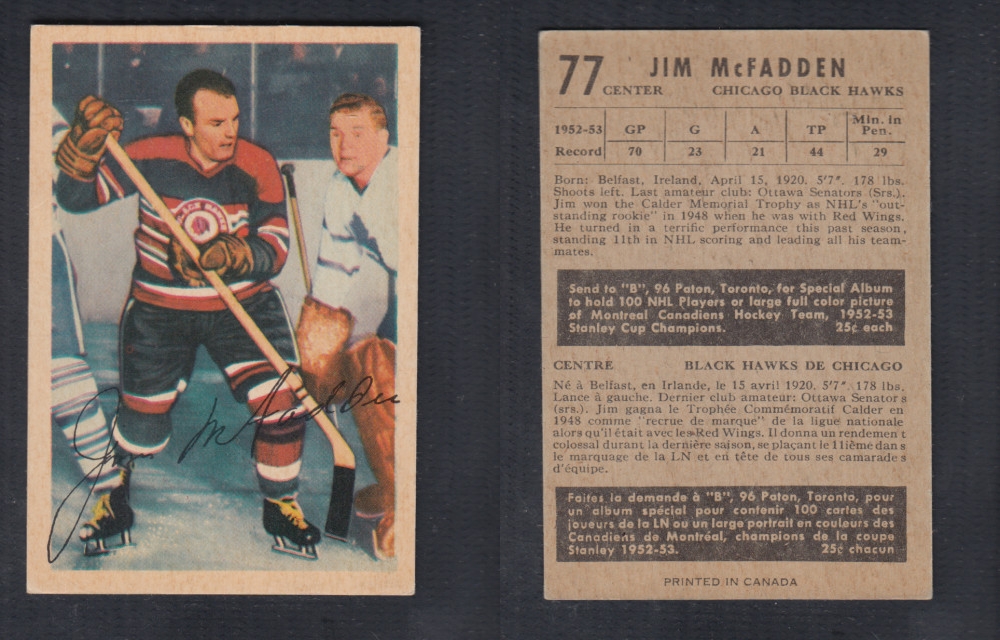 BLACK HAWKS
Jim McFadden
77 JIM McFADDEN
CENTER CHICAGO BLACK HAWKS
1952-53 GP G A TP Min. in Pen.
Record 70 23 21 44 29
Born: Belfast, Ireland, April 15, 1920. 5'7". 178 lbs.
Shoots left. Last amateur club: Ottawa Senators (Srs.).
Jim won the Calder Memorial Trophy as NHL's "out-
standing rookie" in 1948 when he was with Red Wings.
He turned in a terrific performance this past season,
standing 11th in NHL scoring and leading all his team-
mates.
Send to "B", 96 Paton, Toronto, for Special Album
to hold 100 NHL Players or large full color picture
of Montreal Canadiens Hockey Team, 1952-53
Stanley Cup Champions. 25¢ each
CENTRE BLACK HAWKS DE CHICAGO
Né à Belfast, en Irlande, le 15 avril 1920. 5'7". 178 lbs.
Lance à gauche. Dernier club amateur: Ottawa Senators
(srs.). Jim gagna le Trophée Commémoratif Calder en
1948 comme "recrue de marque" de la ligue nationale
alors qu'il était avec les Red Wings. Il donna un rendement
colossal durant la dernière saison, se plaçant le 11ième dans
le marquage de la LN et en tête de tous ses camarades
d'équipe.
Faites la demande à "B", 96 Paton, Toronto, pour
un album spécial pour contenir 100 cartes des
joueurs de la LN ou un large portrait en couleurs des
Canadiens de Montréal, champions de la coupe
Stanley 1952-53. 25¢ chacun
PRINTED IN CANADA